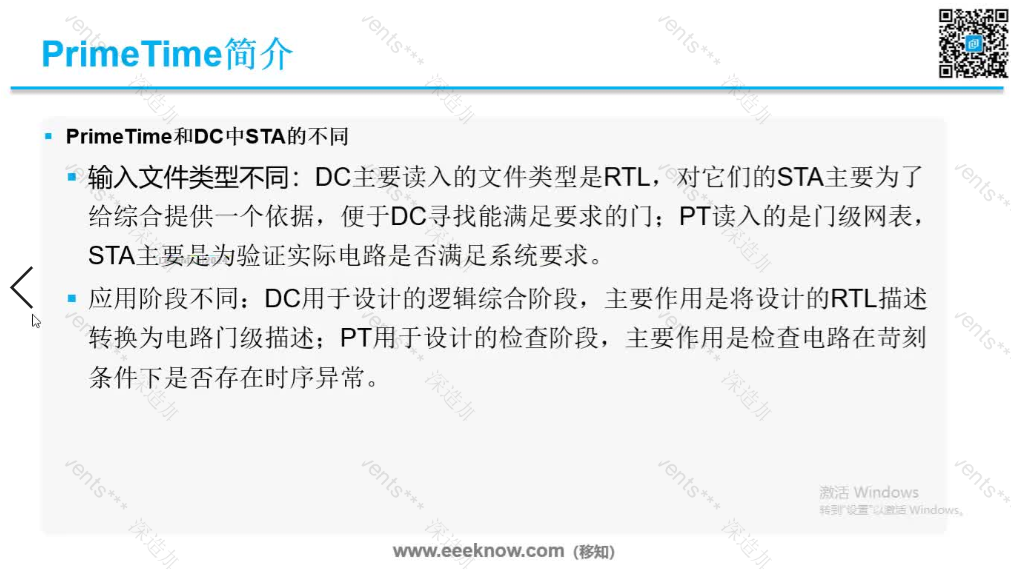 PrimeTime简介
PrimeTime和DC中STA的不同
输入文件类型不同：DC主要读入的文件类型是RTL，对它们的STA主要为了
给综合提供一个依据，便于DC寻找能满足要求的门；PT读入的是门级网表，
STA主要是为验证实际电路是否满足系统要求。
应用阶段不同：DC用于设计的逻辑综合阶段，主要作用是将设计的RTL描述
转换为电路门级描述；PT用于设计的检查阶段，主要作用是检查电路在苛刻
条件下是否存在时序异常。
激活 Windows
转到"设置"以激活 Windows。
www.eeeknow.com（移知）